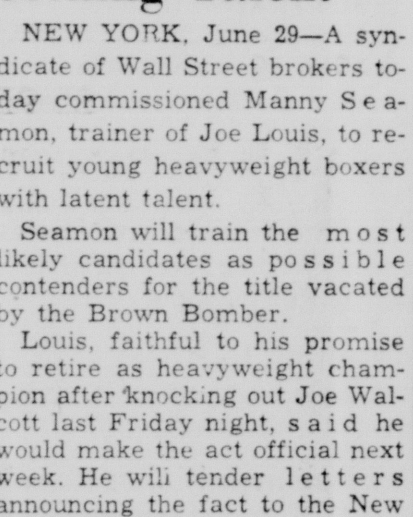 NEW YORK, June 29—A syn-
dicate of Wall Street brokers to-
day commissioned Manny Sea-
mon, trainer of Joe Louis, to re-
cruit young heavyweight boxers
with latent talent.
Seamon will train the most
likely candidates as possible
contenders for the title vacated
by the Brown Bomber.
Louis, faithful to his promise
to retire as heavyweight cham-
pion after knocking out Joe Wal-
cott last Friday night, said he
would make the act official next
week. He will tender letters
announcing the fact to the New